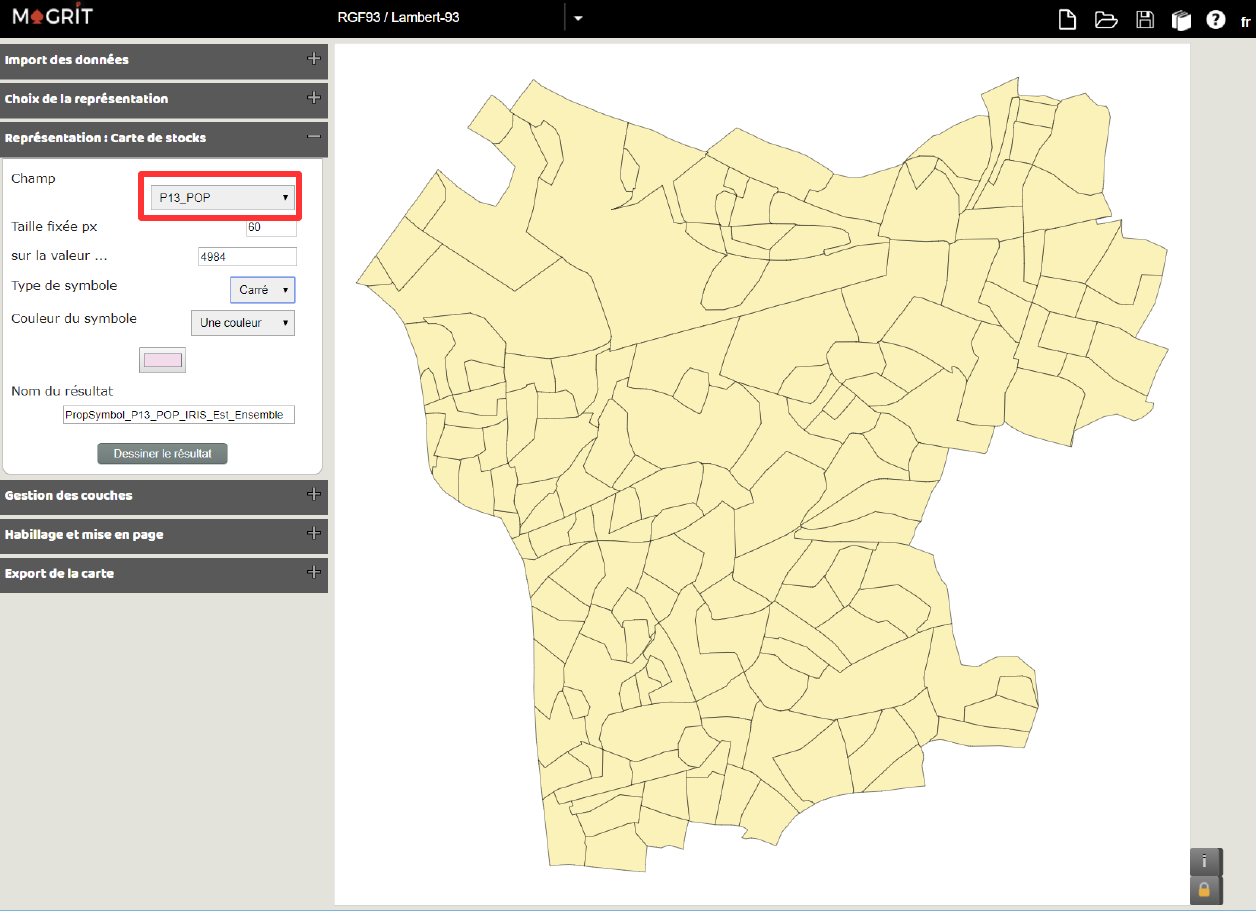 MAGRIT
RGF93 / Lambert-93
fr
Import des données
Choix de la représentation
Représentation : Carte de stocks
Champ
P13_POP
Taille fixée px
60
sur la valeur ...
4984
Type de symbole
Carré
Couleur du symbole
Une couleur
Nom du résultat
PropSymbol_P13_POP_IRIS_Est_Ensemble
Dessiner le résultat
Gestion des couches
Habillage et mise en page
Export de la carte
i